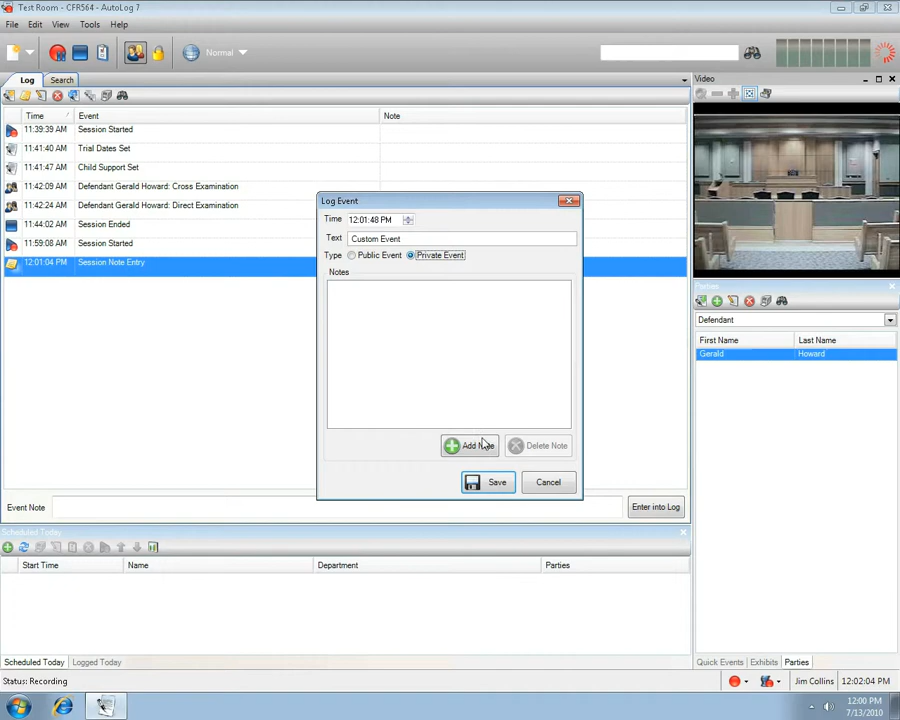 Test Room - CFR564 - AutoLog 7
File Edit View Tools Help
Normal
Log Search
Time Event Note
11:39:39 AM Session Started
11:41:40 AM Trial Dates Set
11:41:47 AM Child Support Set
11:42:09 AM Defendant Gerald Howard: Cross Examination
11:42:24 AM Defendant Gerald Howard: Direct Examination
11:44:02 AM Session Ended
11:59:08 AM Session Started
12:01:04 PM Session Note Entry
Log Event
Time 12:01:48 PM
Text Custom Event
Type Public Event Private Event
Notes
Add Note Delete Note
Save Cancel
Event Note Enter into Log
Video
Parties
Defendant
First Name Last Name
Gerald Howard
Scheduled Today
Start Time Name Department Parties
Scheduled Today Logged Today
Quick Events Exhibits Parties
Status: Recording
Jim Collins 12:02:04 PM
12:00 PM
7/13/2010